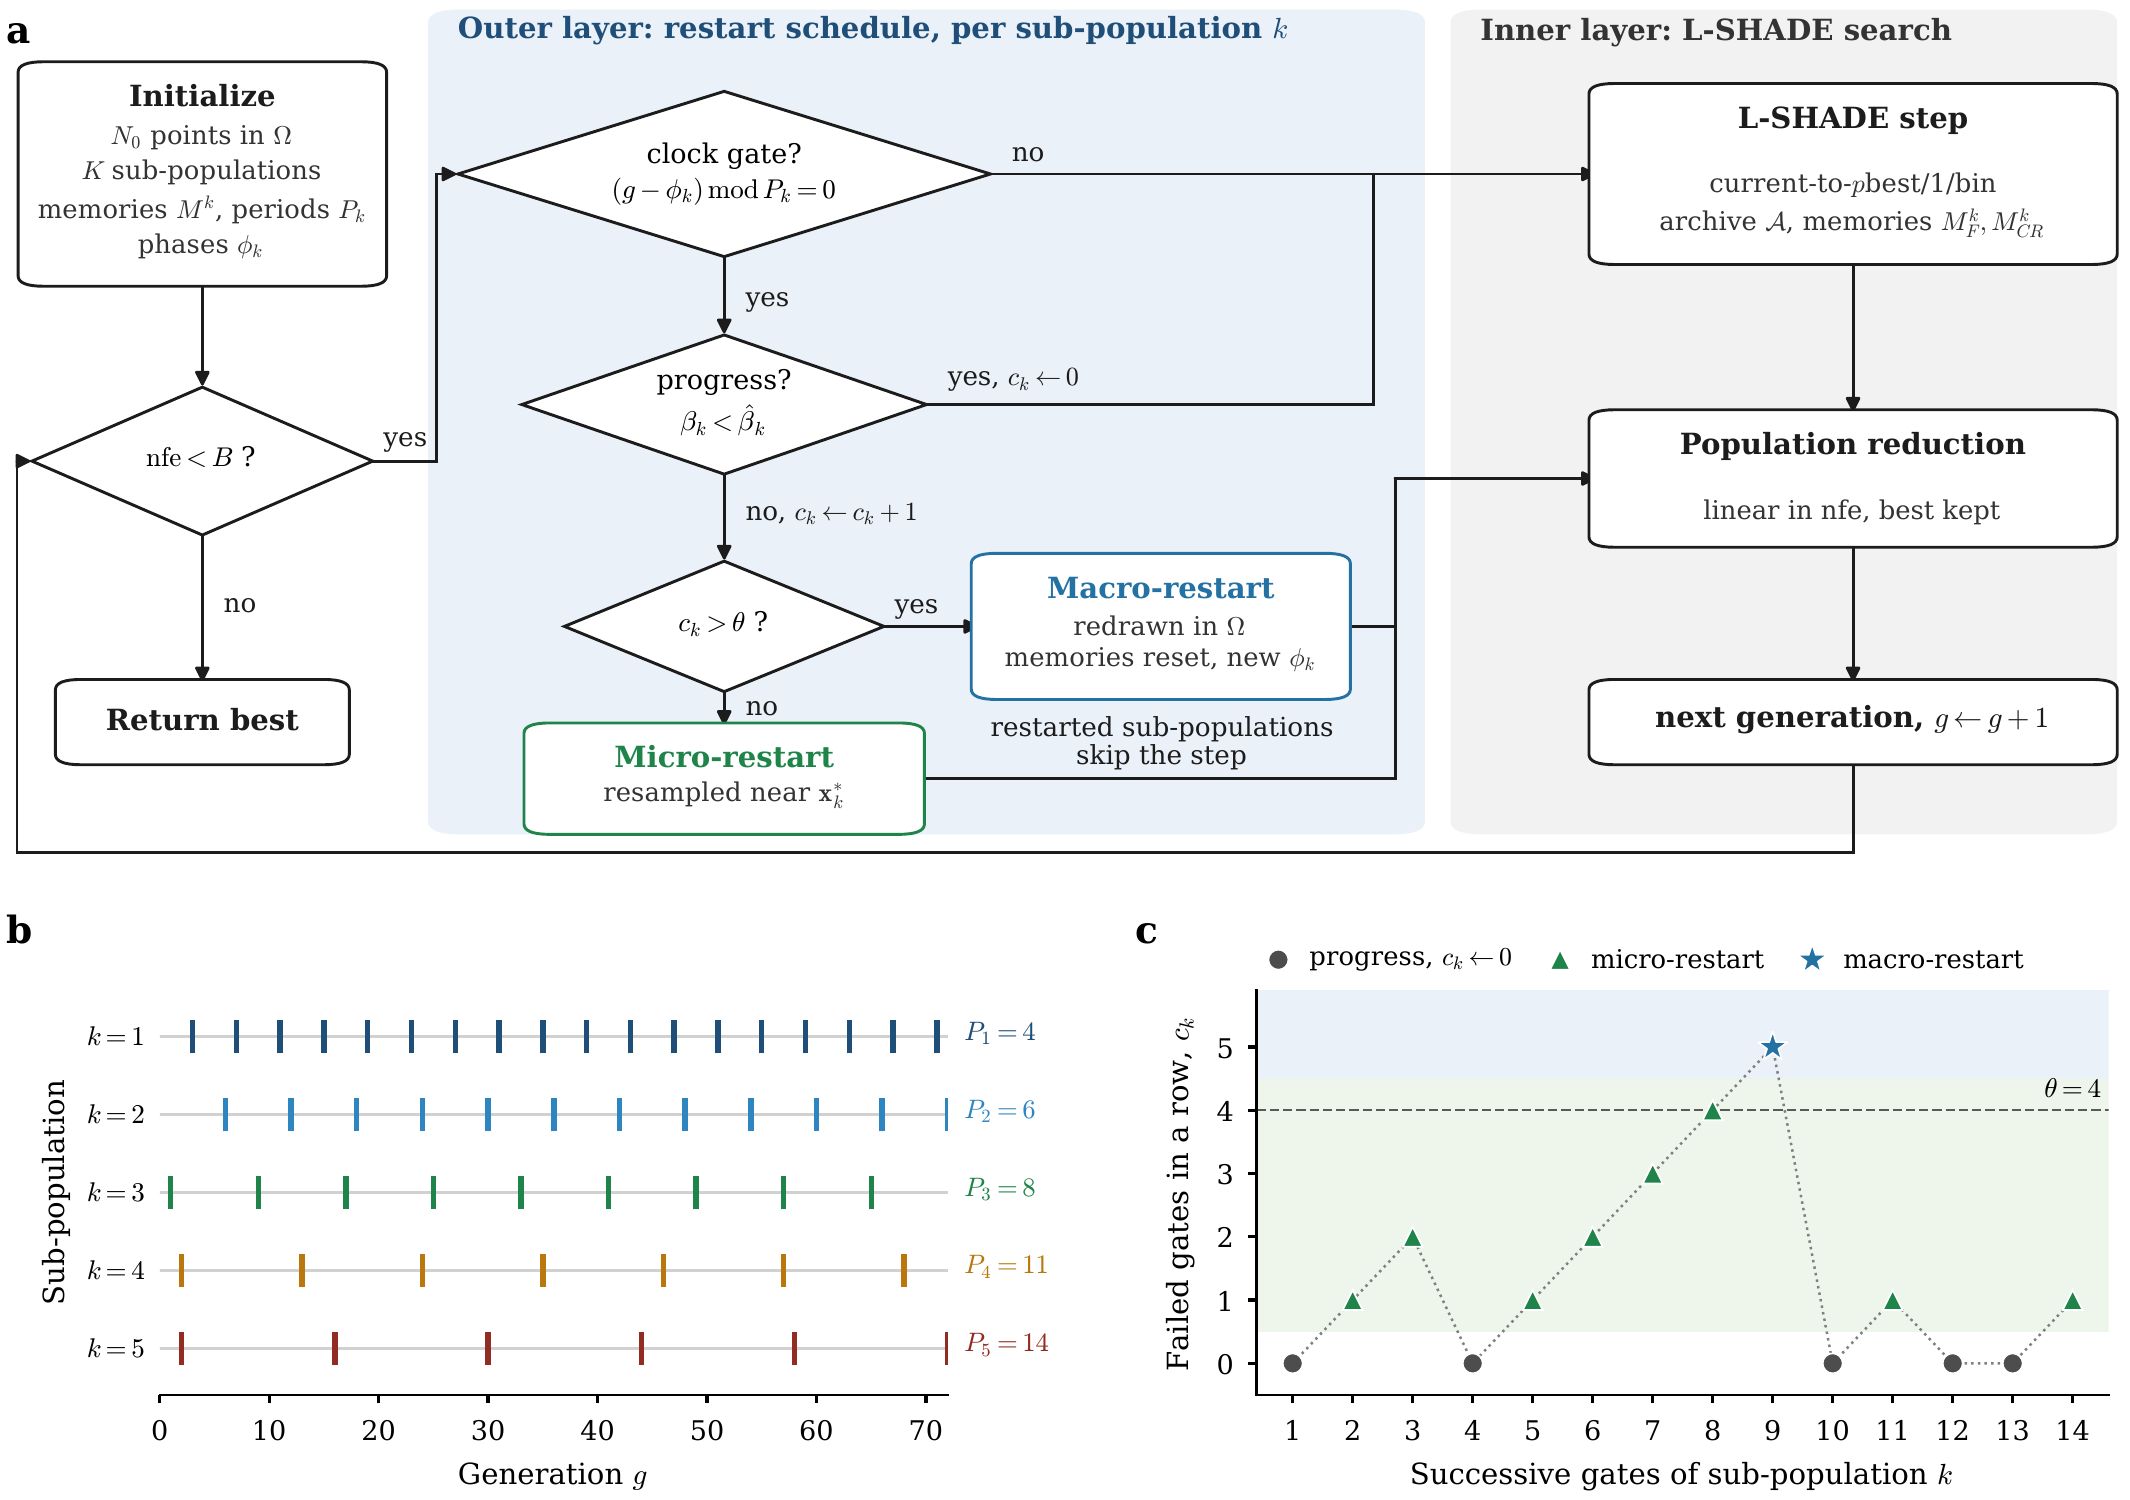 a
Outer layer: restart schedule, per sub-population k
Inner layer: L-SHADE search
Initialize
N₀ points in Ω
K sub-populations
memories Mᵏ, periods Pₖ
phases ϕₖ
clock gate?
(g − ϕₖ) mod Pₖ = 0
no
L-SHADE step
current-to-pbest/1/bin
archive 𝒜, memories M_F^k, M_CR^k
yes
progress?
βₖ < β̂ₖ
yes, cₖ ← 0
nfe < B ?
yes
no
no, cₖ ← cₖ + 1
Population reduction
linear in nfe, best kept
cₖ > θ ?
yes
Macro-restart
redrawn in Ω
memories reset, new ϕₖ
no
Return best
Micro-restart
resampled near x*ₖ
restarted sub-populations
skip the step
next generation, g ← g + 1
b
Sub-population
k = 1
P₁ = 4
k = 2
P₂ = 6
k = 3
P₃ = 8
k = 4
P₄ = 11
k = 5
P₅ = 14
0 10 20 30 40 50 60 70
Generation g
c
progress, cₖ ← 0 micro-restart macro-restart
Failed gates in a row, cₖ
5
4
3
2
1
0
θ = 4
1 2 3 4 5 6 7 8 9 10 11 12 13 14
Successive gates of sub-population k